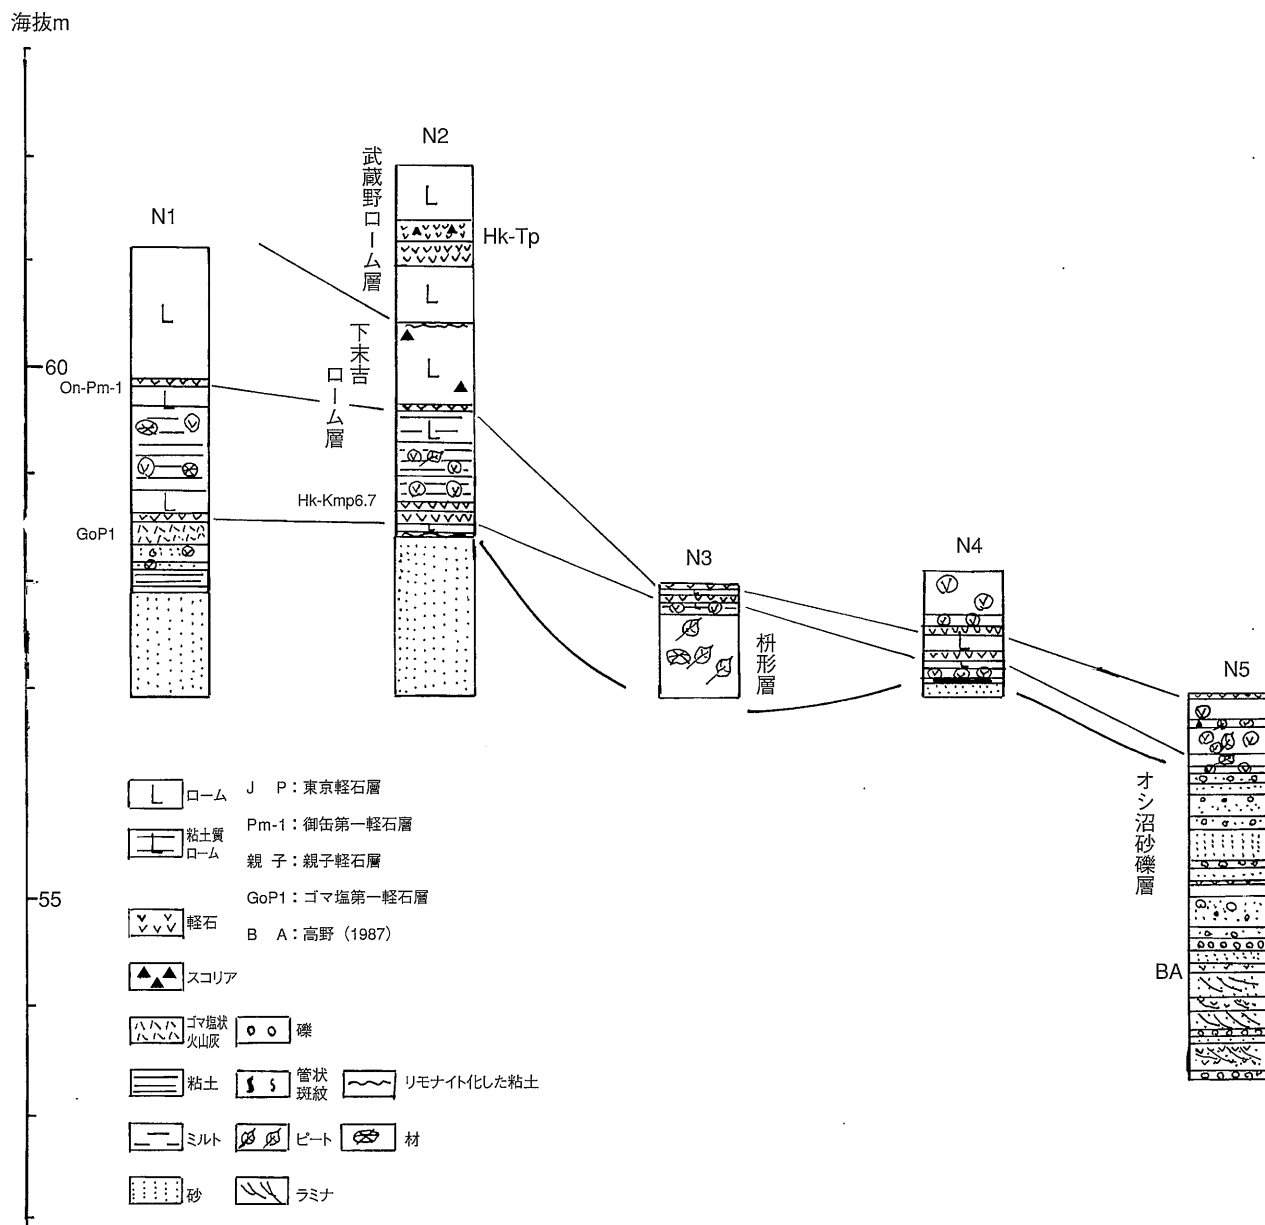 海抜m
N2
武蔵野ローム層
N1
Hk-Tp
L
L
L
下末吉
ローム層
60
On-Pm-1
L
L
L
Hk-Kmp6.7
L
GoP1
L
N3
N4
枡形層
L
L
N5
オシ沼砂礫層
L ローム
J P：東京軽石層
Pm-1：御缶第一軽石層
L 粘土質
ローム
親 子：親子軽石層
55
GoP1：ゴマ塩第一軽石層
軽石
B A：高野（1987）
BA
スコリア
ゴマ塩状
火山灰
礫
粘土
管状
斑紋
リモナイト化した粘土
ミルト
ピート
材
砂
ラミナ